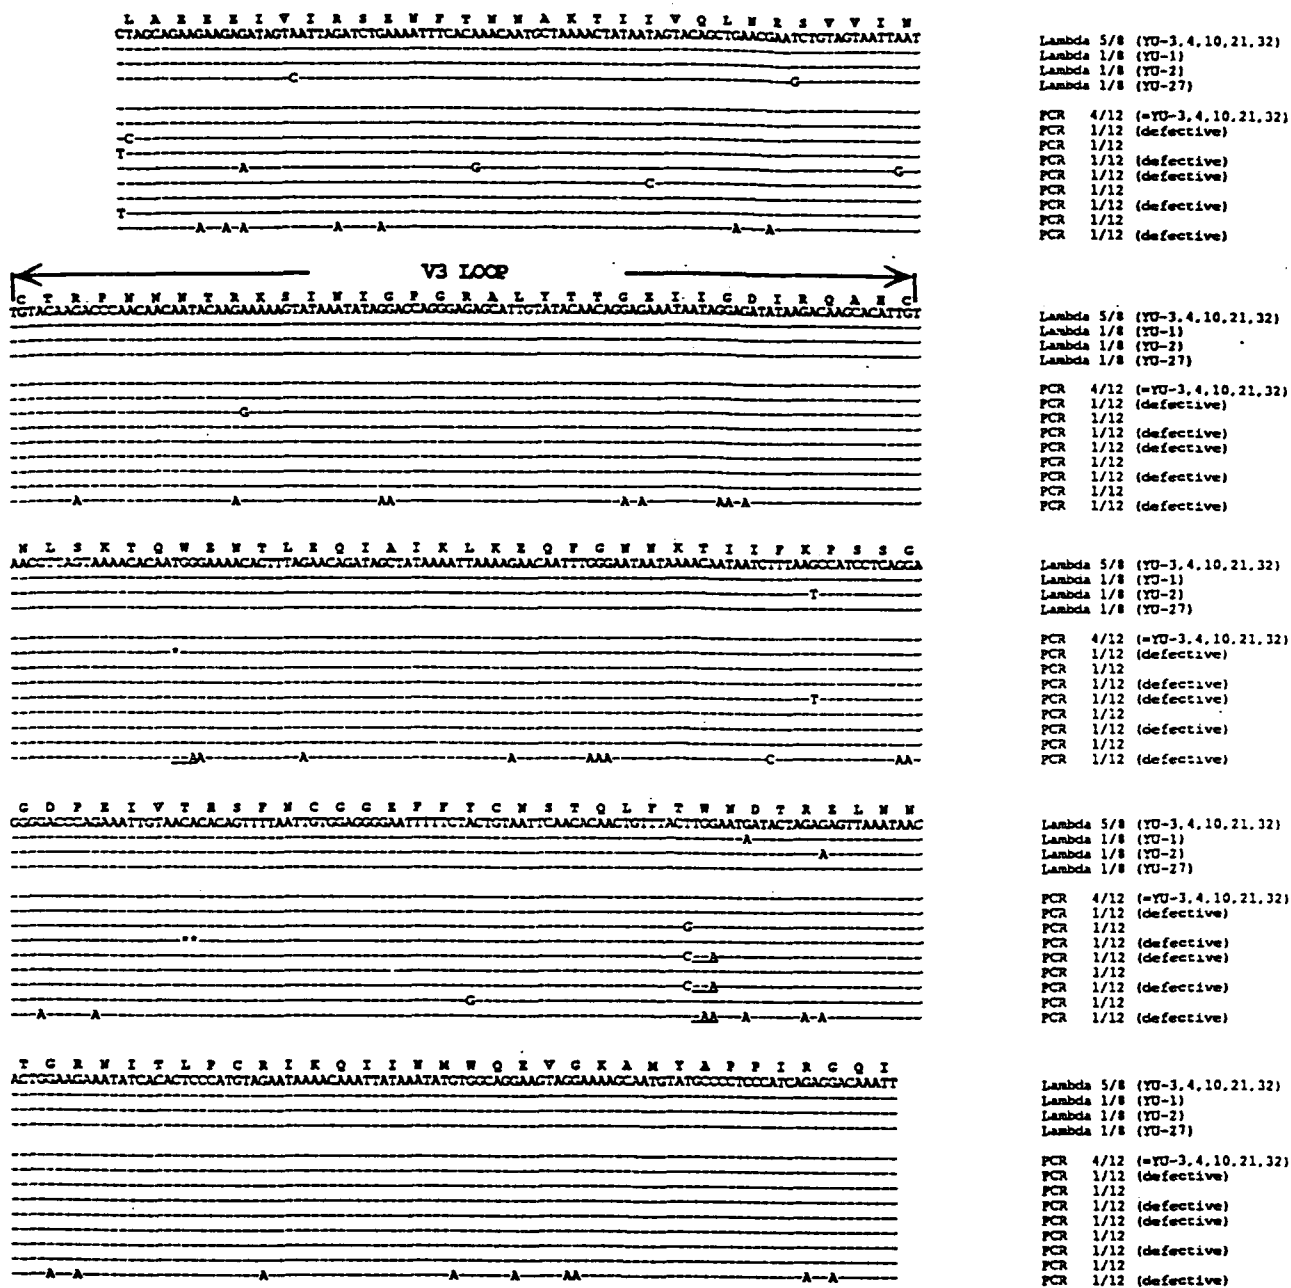 L A E E E I V I R S E N F T N N A K T I I V Q L N R S V V I N
CTAGCAGAAGAAGAGATAGTAATTAGATCTGAAAATTTCACAAACAATGCTAAAACTATAATAGTACAGCTGAACGAATCTGTAGTAATTAAT
Lambda 5/8 (YU-3,4,10,21,32)
Lambda 1/8 (YU-1)
Lambda 1/8 (YU-2)
C G Lambda 1/8 (YU-27)
PCR 4/12 (=YU-3,4,10,21,32)
PCR 1/12 (defective)
C PCR 1/12
T PCR 1/12 (defective)
A G G PCR 1/12 (defective)
C PCR 1/12
PCR 1/12 (defective)
T PCR 1/12
A A A A A A A PCR 1/12 (defective)
V3 LOOP
C T R P N N N T R K S I N I G P G R A L Y T T G E I I G D I R Q A H C
TGTACAAGACCCAACAACAATACAAGAAAAAGTATAAATATAGGACCAGGGAGAGCATTGTATACAACAGGAGAAATAATAGGAGATATAAGACAAGCACATTGT
Lambda 5/8 (YU-3,4,10,21,32)
Lambda 1/8 (YU-1)
Lambda 1/8 (YU-2)
Lambda 1/8 (YU-27)
PCR 4/12 (=YU-3,4,10,21,32)
PCR 1/12 (defective)
G PCR 1/12
PCR 1/12 (defective)
PCR 1/12 (defective)
PCR 1/12
PCR 1/12 (defective)
PCR 1/12
A A AA A A AA A PCR 1/12 (defective)
N L S K T Q W E N T L E Q I A I K L K E Q F G N N K T I I F K P S S G
AACCTTAGTAAAACACAATGGGAAAACACTTTAGAACAGATAGCTATAAAATTAAAAGAACAATTTGGGAATAATAAAACAATAATCTTTAAGCCATCCTCAGGA
Lambda 5/8 (YU-3,4,10,21,32)
Lambda 1/8 (YU-1)
T Lambda 1/8 (YU-2)
Lambda 1/8 (YU-27)
PCR 4/12 (=YU-3,4,10,21,32)
* PCR 1/12 (defective)
PCR 1/12
PCR 1/12 (defective)
T PCR 1/12 (defective)
PCR 1/12
PCR 1/12 (defective)
PCR 1/12
AA A A AAA C AA PCR 1/12 (defective)
G D P E I V T H S F N C G G E F F Y C N S T Q L F T W N D T R E L N N
GGGGACCCAGAAATTGTAACACACAGTTTTAATTGTGGAGGGGAATTTTTCTACTGTAATTCAACACAACTGTTTACTTGGAATGATACTAGAGAGTTAAATAAC
Lambda 5/8 (YU-3,4,10,21,32)
A Lambda 1/8 (YU-1)
A Lambda 1/8 (YU-2)
Lambda 1/8 (YU-27)
PCR 4/12 (=YU-3,4,10,21,32)
PCR 1/12 (defective)
G PCR 1/12
** PCR 1/12 (defective)
C--A PCR 1/12 (defective)
PCR 1/12
C--A PCR 1/12 (defective)
G PCR 1/12
A A AA A A A PCR 1/12 (defective)
T G R N I T L P C R I K Q I I N M W Q E V G K A M Y A P P I R G Q I
ACTGGAAGAAATATCACACTCCCATGTAGAATAAAACAAATTATAAATATGTGGCAGGAAGTAGGAAAAGCAATGTATGCCCCTCCCATCAGAGGACAAATT
Lambda 5/8 (YU-3,4,10,21,32)
Lambda 1/8 (YU-1)
Lambda 1/8 (YU-2)
Lambda 1/8 (YU-27)
PCR 4/12 (=YU-3,4,10,21,32)
PCR 1/12 (defective)
PCR 1/12
PCR 1/12 (defective)
PCR 1/12 (defective)
PCR 1/12
PCR 1/12 (defective)
PCR 1/12
A A A A A AA A A PCR 1/12 (defective)